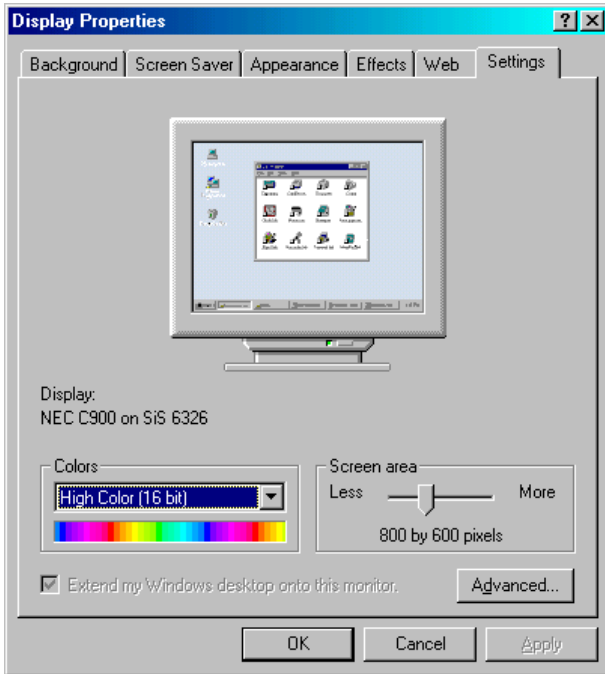 Display Properties
Background Screen Saver Appearance Effects Web Settings
Display:
NEC C900 on SiS 6326
Colors
High Color (16 bit)
Screen area
Less More
800 by 600 pixels
Extend my Windows desktop onto this monitor.
Advanced...
OK Cancel Apply